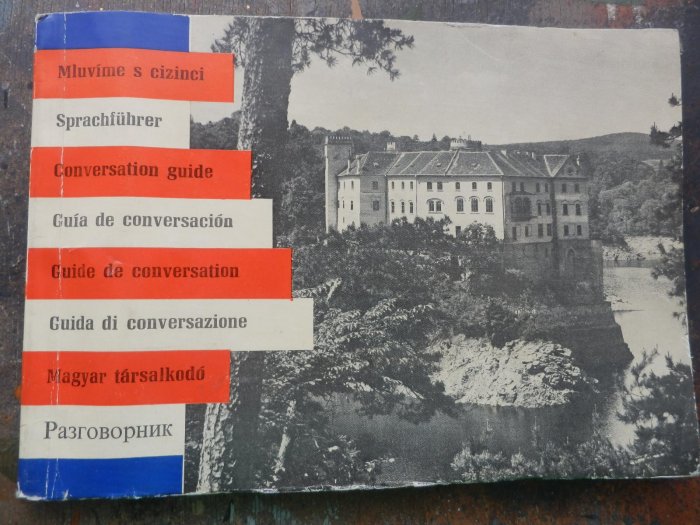 Mluvíme s cizinci
Sprachführer
Conversation guide
Guía de conversación
Guide de conversation
Guida di conversazione
Magyar társalkodó
Разговорник